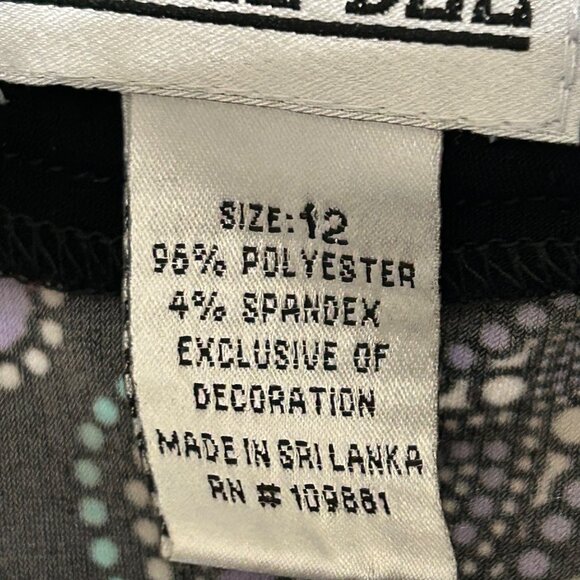 SIZE: 12
96% POLYESTER
4% SPANDEX
EXCLUSIVE OF
DECORATION
MADE IN SRI LANKA
RN # 109881